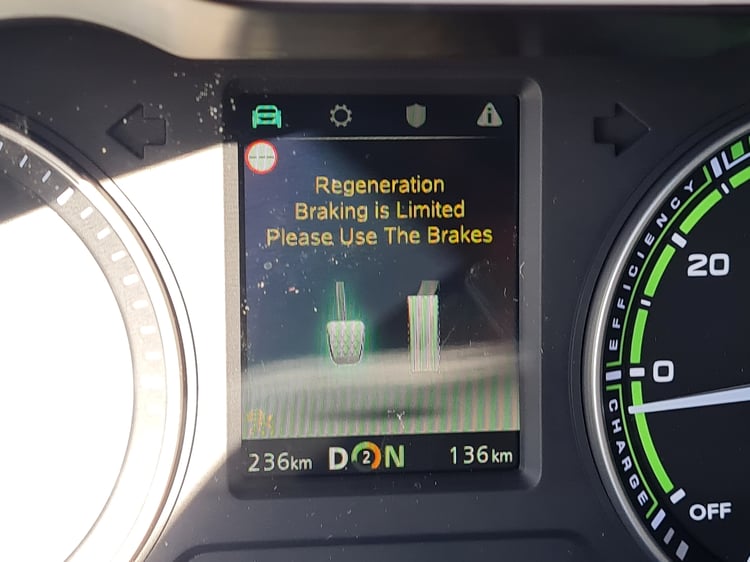 Regeneration
Braking is Limited
Please Use The Brakes
236km D 2 N 136km
EFFICIENCY
20
0
CHARGE
OFF